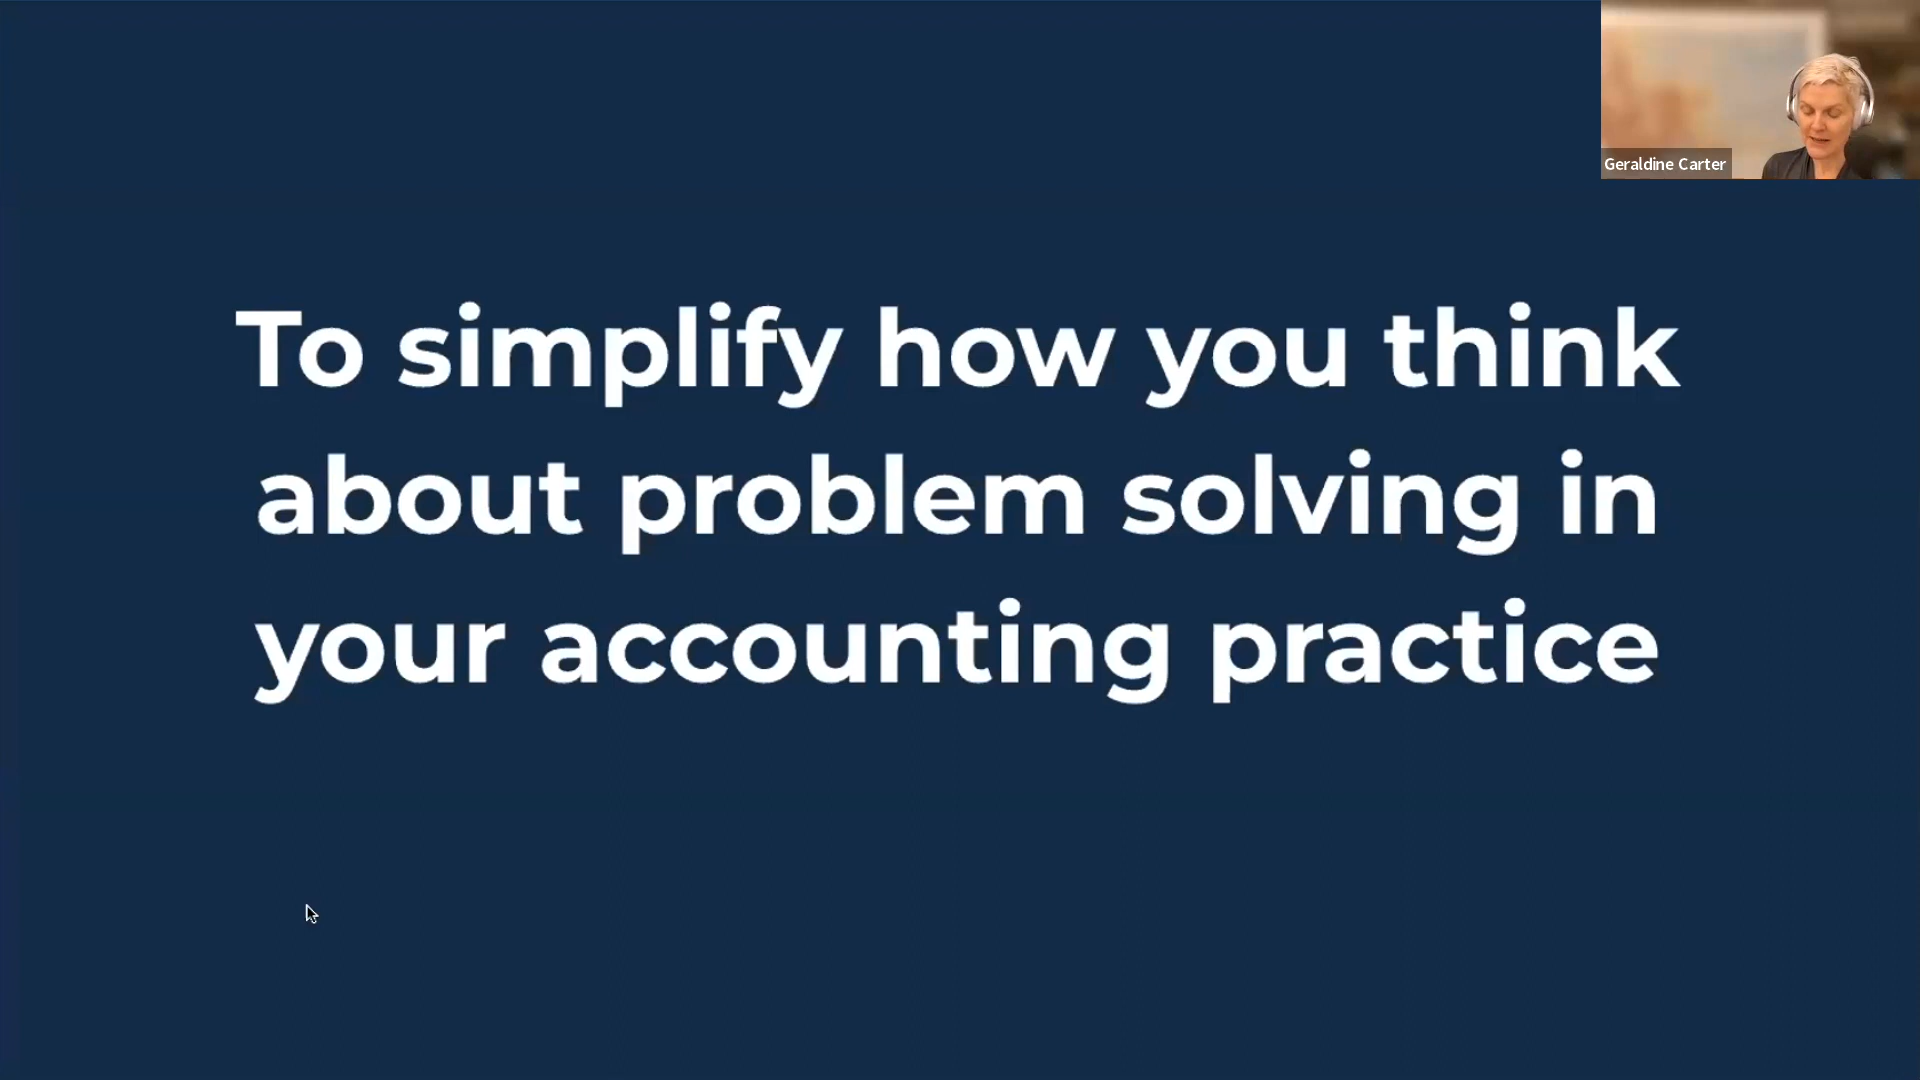 Geraldine Carter
To simplify how you think
about problem solving in
your accounting practice